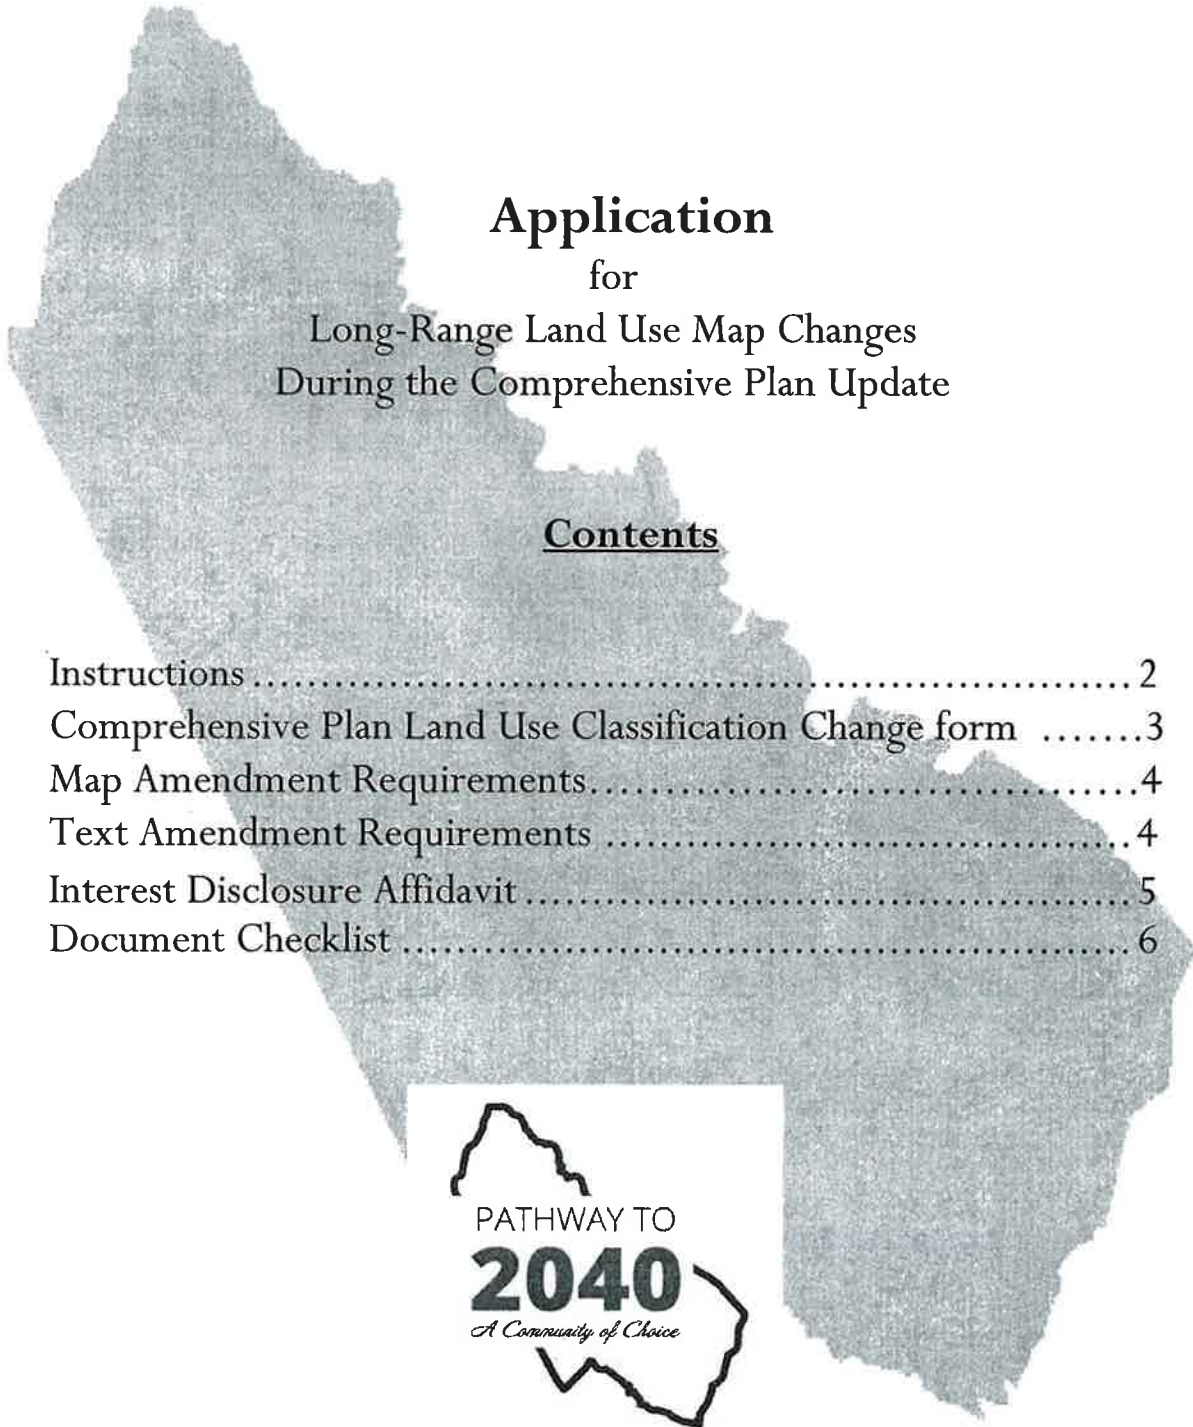 Application
for
Long-Range Land Use Map Changes
During the Comprehensive Plan Update
Contents
Instructions.....................................................................2
Comprehensive Plan Land Use Classification Change form .......3
Map Amendment Requirements.........................................4
Text Amendment Requirements ........................................4
Interest Disclosure Affidavit ..............................................5
Document Checklist ........................................................6
PATHWAY TO
2040
A Community of Choice